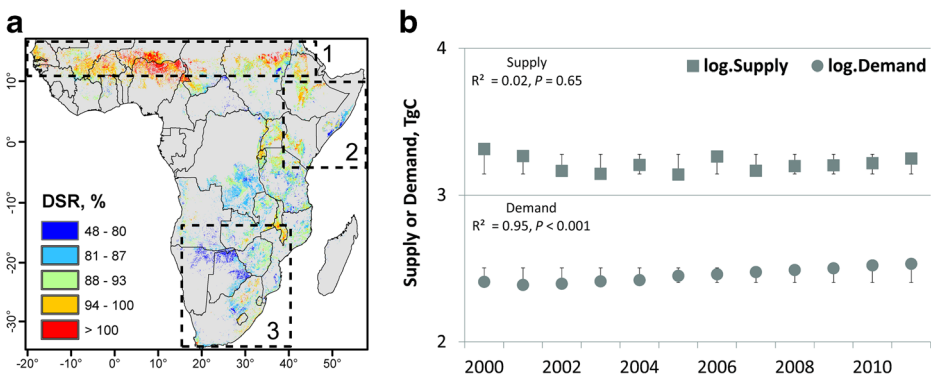 a
1
2
3
10°
0°
-10°
-20°
-30°
DSR, %
48 - 80
81 - 87
88 - 93
94 - 100
> 100
-20° -10° 0° 10° 20° 30° 40° 50°
b
Supply or Demand, TgC
4
3
2
Supply
R² = 0.02, P = 0.65
log.Supply log.Demand
Demand
R² = 0.95, P < 0.001
2000 2002 2004 2006 2008 2010